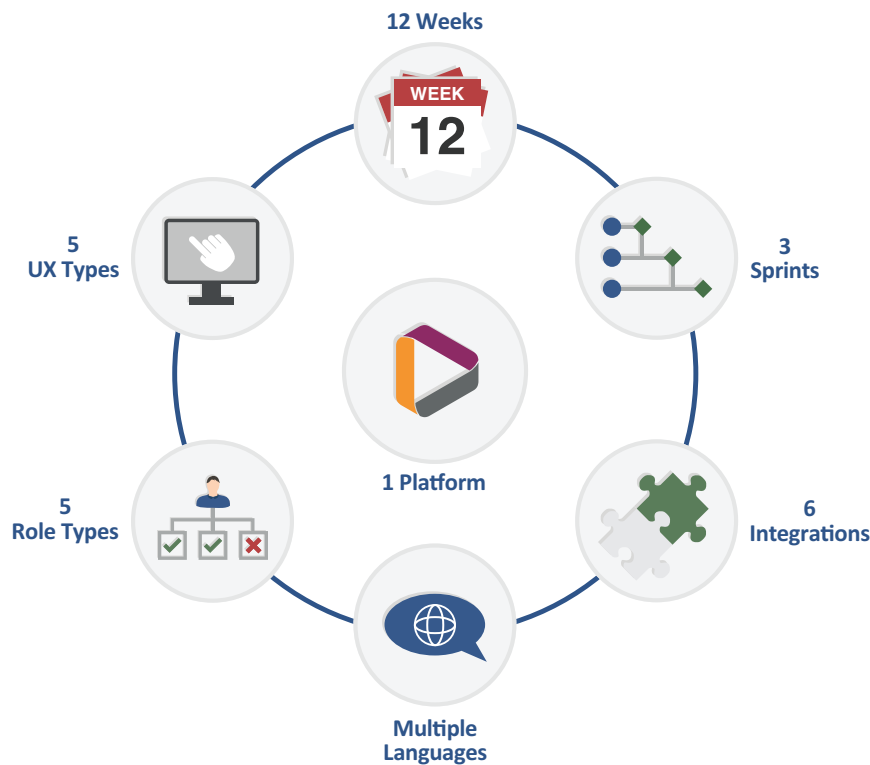 12 Weeks
WEEK
12
5
UX Types
3
Sprints
1 Platform
5
Role Types
6
Integrations
Multiple
Languages